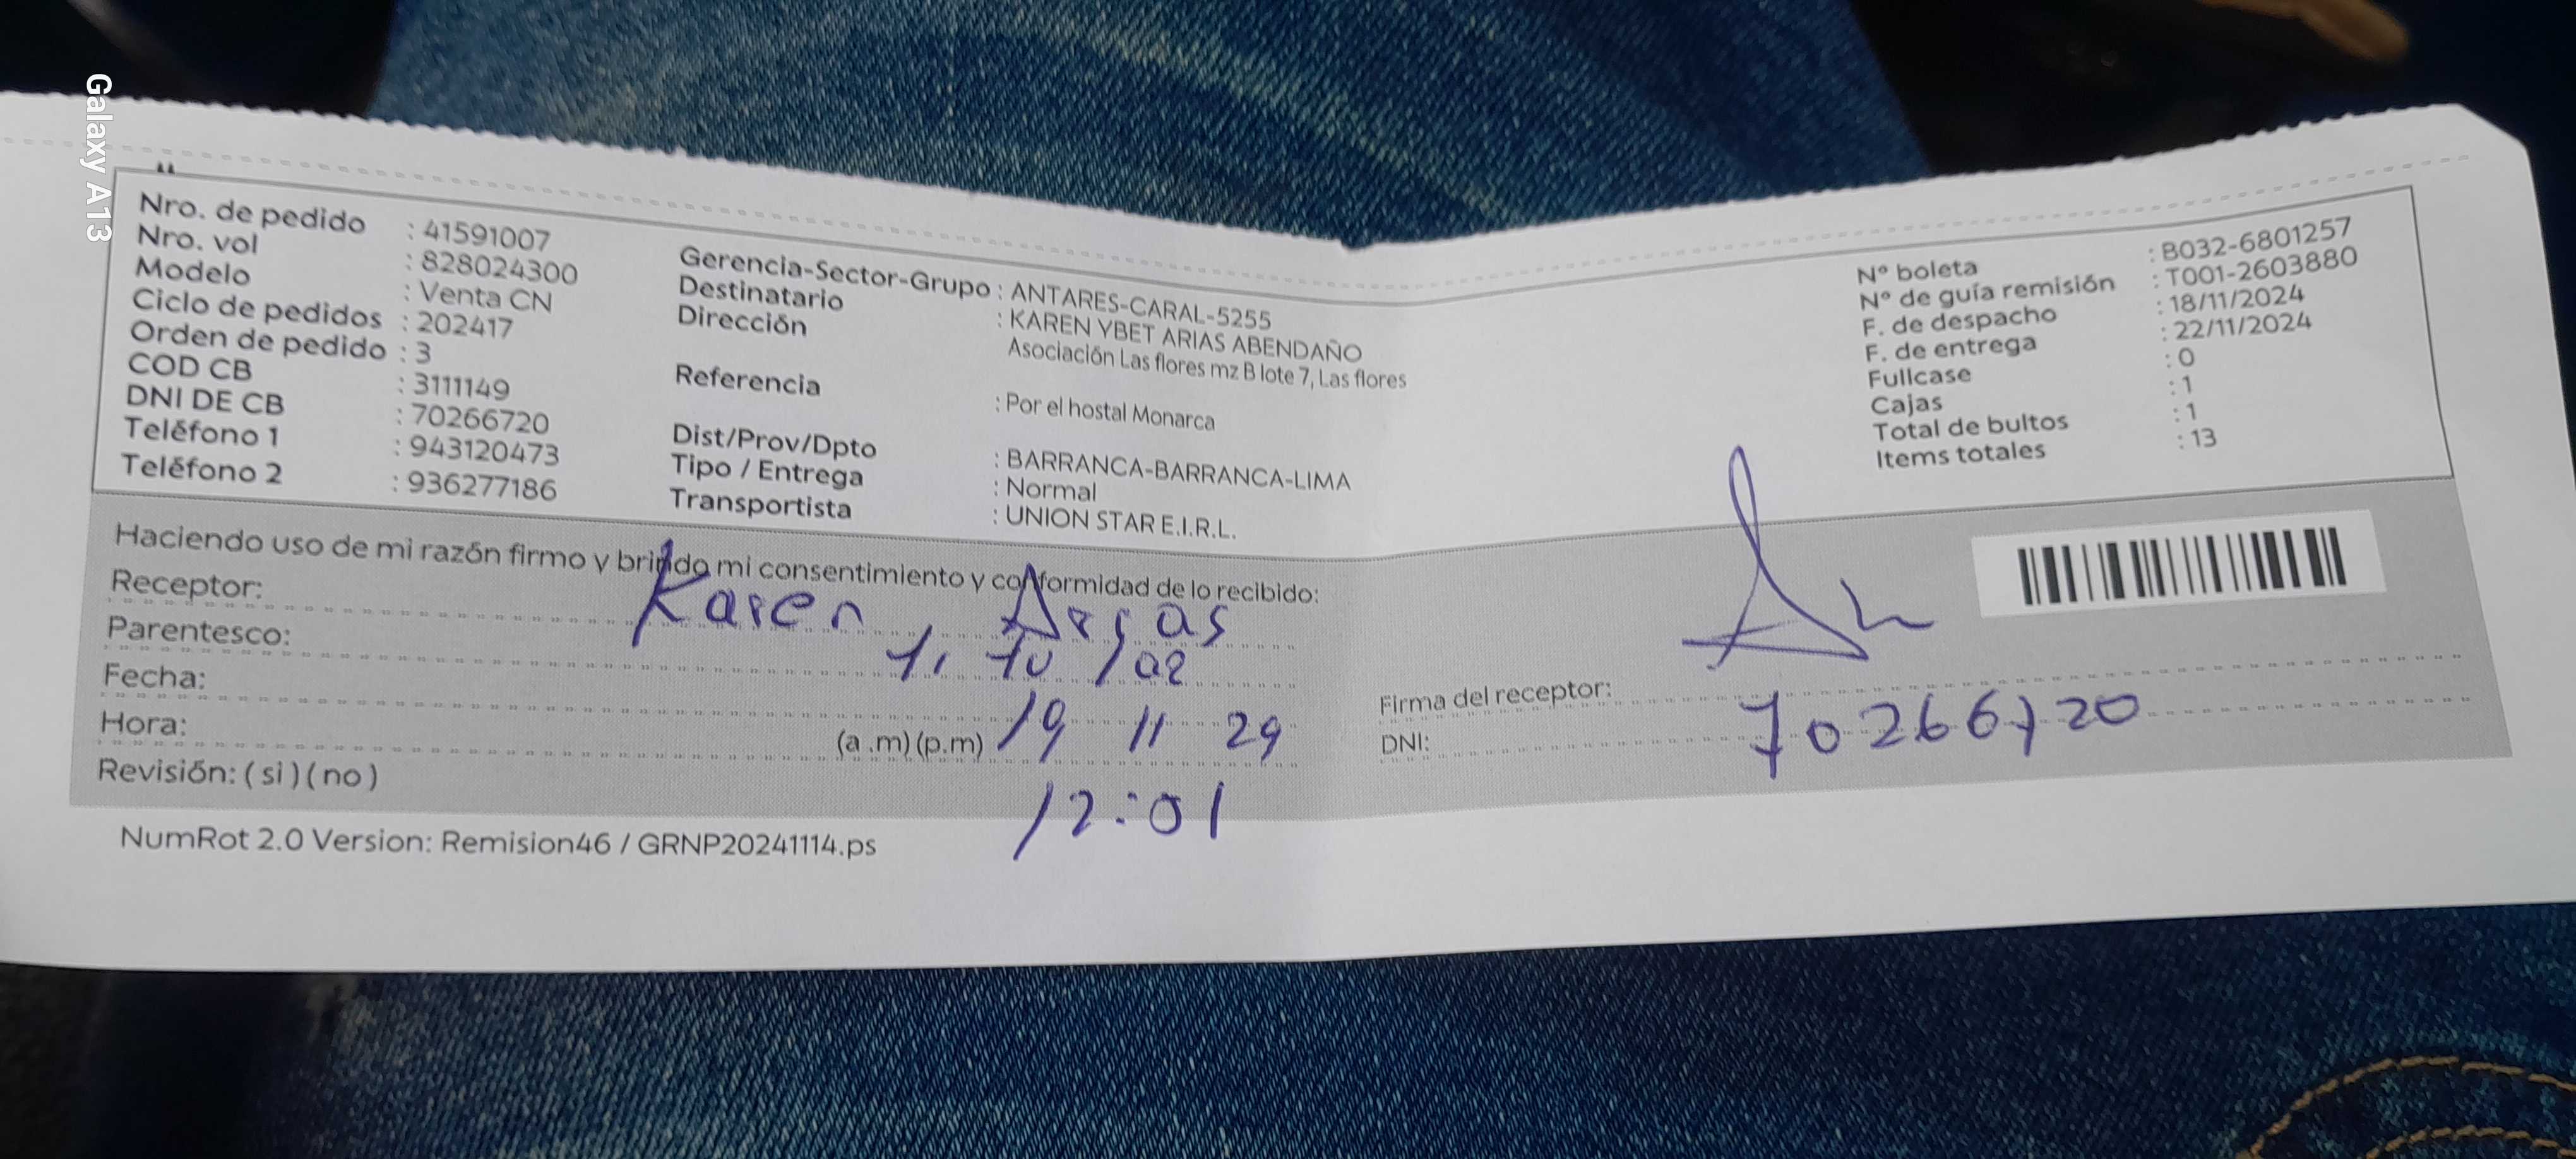 Galaxy A13
Nro. de pedido : 41591007
Nro. vol : 828024300
Modelo : Venta CN
Ciclo de pedidos : 202417
Orden de pedido : 3
COD CB : 3111149
DNI DE CB : 70266720
Teléfono 1 : 943120473
Teléfono 2 : 936277186
Gerencia-Sector-Grupo : ANTARES-CARAL-5255
Destinatario : KAREN YBET ARIAS ABENDAÑO
Dirección Asociación Las flores mz B lote 7, Las flores
Referencia : Por el hostal Monarca
Dist/Prov/Dpto : BARRANCA-BARRANCA-LIMA
Tipo / Entrega : Normal
Transportista : UNION STAR E.I.R.L.
N° boleta : B032-6801257
N° de guía remisión : T001-2603880
F. de despacho : 18/11/2024
F. de entrega : 22/11/2024
Fullcase : 0
Cajas : 1
Total de bultos : 1
Items totales : 13
Haciendo uso de mi razón firmo y brindo mi consentimiento y conformidad de lo recibido:
Receptor: Karen Arias
Parentesco:
Fecha: 19 11 24
Hora: (a .m) (p.m) 12:01
Revisión: ( si ) ( no )
Firma del receptor:
DNI: 70266720
NumRot 2.0 Version: Remision46 / GRNP20241114.ps